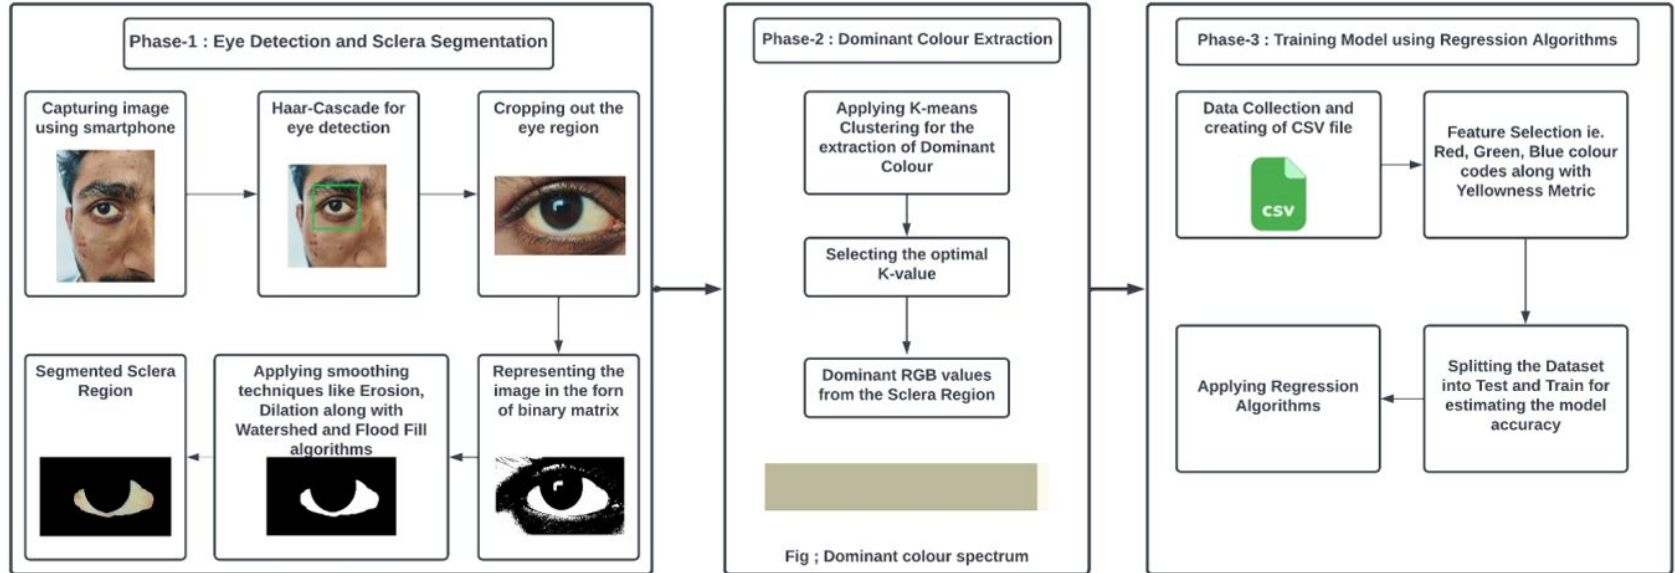 Phase-1 : Eye Detection and Sclera Segmentation
Capturing image
using smartphone
Haar-Cascade for
eye detection
Cropping out the
eye region
Representing the
image in the forn
of binary matrix
Applying smoothing
techniques like Erosion,
Dilation along with
Watershed and Flood Fill
algorithms
Segmented Sclera
Region
Phase-2 : Dominant Colour Extraction
Applying K-means
Clustering for the
extraction of Dominant
Colour
Selecting the optimal
K-value
Dominant RGB values
from the Sclera Region
Fig ; Dominant colour spectrum
Phase-3 : Training Model using Regression Algorithms
Data Collection and
creating of CSV file
CSV
Feature Selection ie.
Red, Green, Blue colour
codes along with
Yellowness Metric
Splitting the Dataset
into Test and Train for
estimating the model
accuracy
Applying Regression
Algorithms